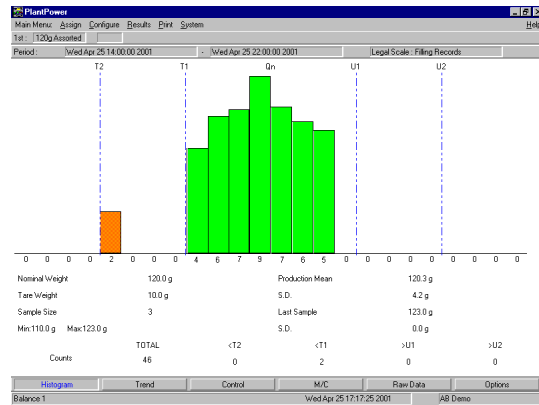 PlantPower
Main Menu: Assign Configure Results Print System Help
1st : 120g Assorted
Period : Wed Apr 25 14:00:00 2001 - Wed Apr 25 22:00:00 2001 Legal Scale : Filling Records
T2 T1 Qn U1 U2
0 0 0 0 2 0 0 0 4 6 7 9 7 6 5 0 0 0 0 0 0 0 0 0
Nominal Weight 120.0 g Production Mean 120.3 g
Tare Weight 10.0 g S.D. 4.2 g
Sample Size 3 Last Sample 123.0 g
Min:110.0 g Max:123.0 g S.D. 0.0 g
TOTAL <T2 <T1 >U1 >U2
Counts 46 0 2 0 0
Histogram Trend Control M/C Raw Data Options
Balance 1 Wed Apr 25 17:17:25 2001 AB Demo